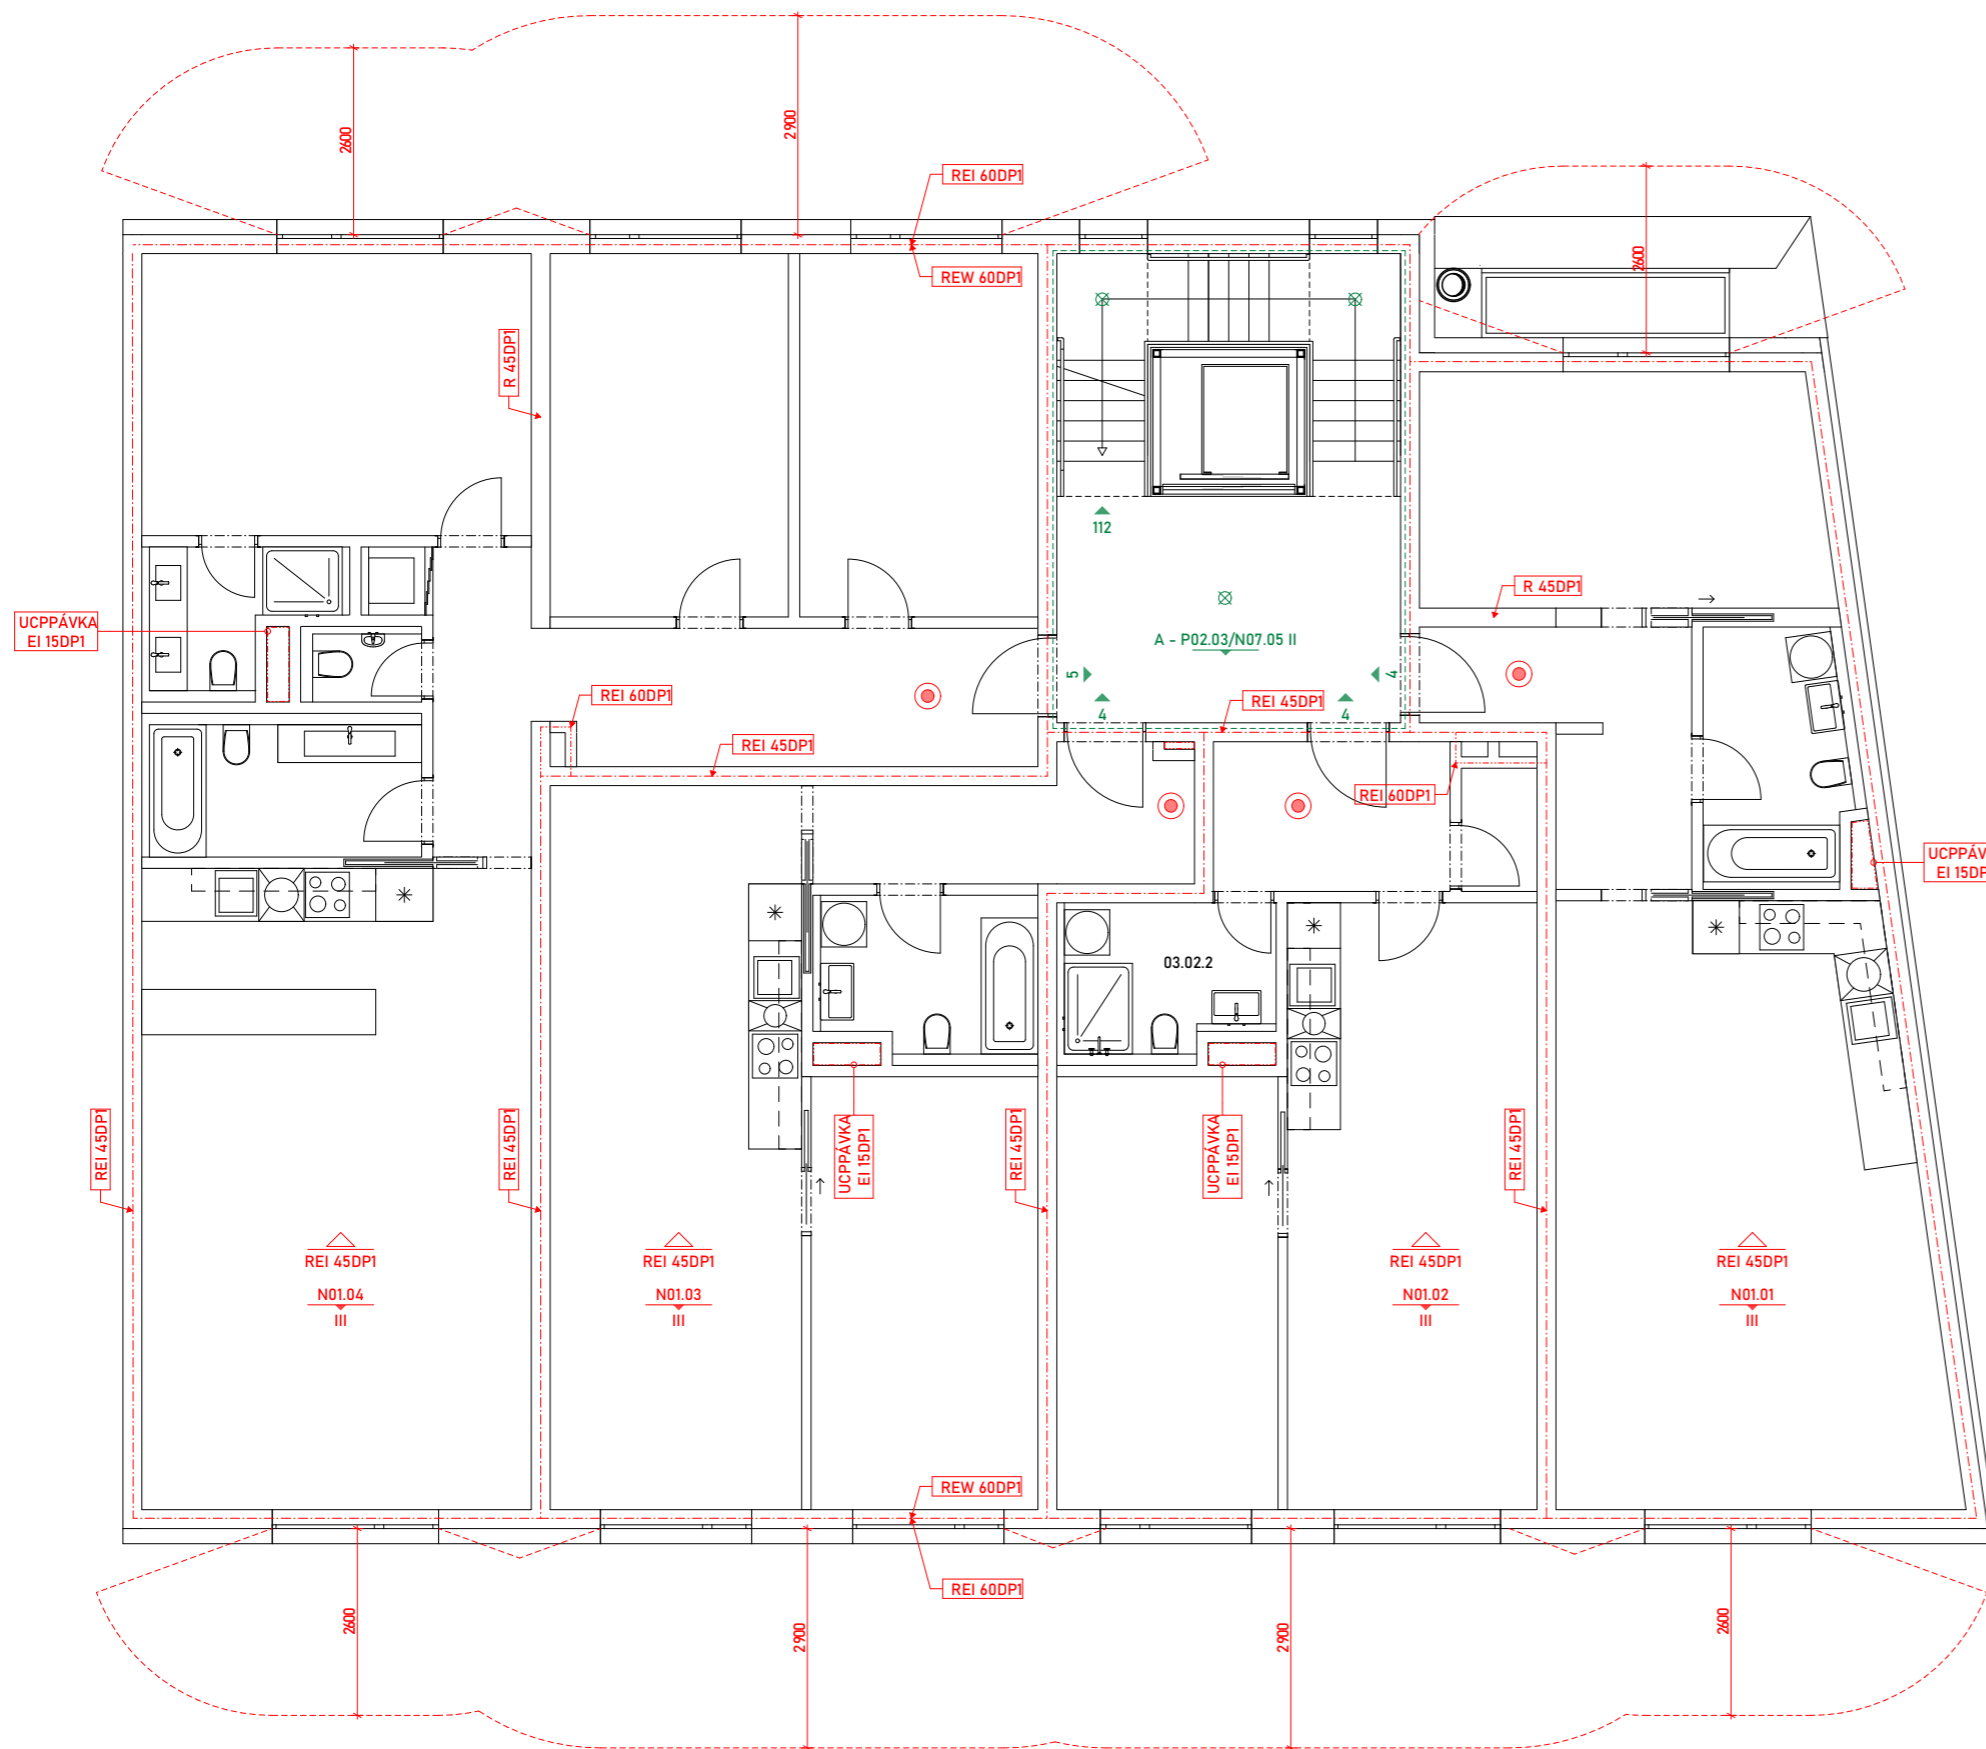 2600
2900
REI 60DP1
2600
REW 60DP1
R 45DP1
112
R 45DP1
UCPPÁVKA
EI 15DP1
A - P02.03/N07.05 II
5
4
4
4
REI 60DP1
REI 45DP1
REI 45DP1
REI 60DP1
UCPPÁV
EI 15DP
03.02.2
REI 45DP1
REI 45DP1
UCPPÁVKA
EI 15DP1
REI 45DP1
UCPPÁVKA
EI 15DP1
REI 45DP1
REI 45DP1
N01.04
III
REI 45DP1
N01.03
III
REI 45DP1
N01.02
III
REI 45DP1
N01.01
III
REW 60DP1
REI 60DP1
2600
2900
2900
2600